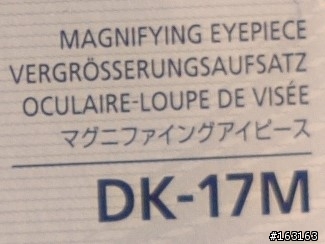 MAGNIFYING EYEPIECE
VERGRÖSSERUNGSAUFSATZ
OCULAIRE-LOUPE DE VISÉE
マグニファイングアイピース
DK-17M
#163163